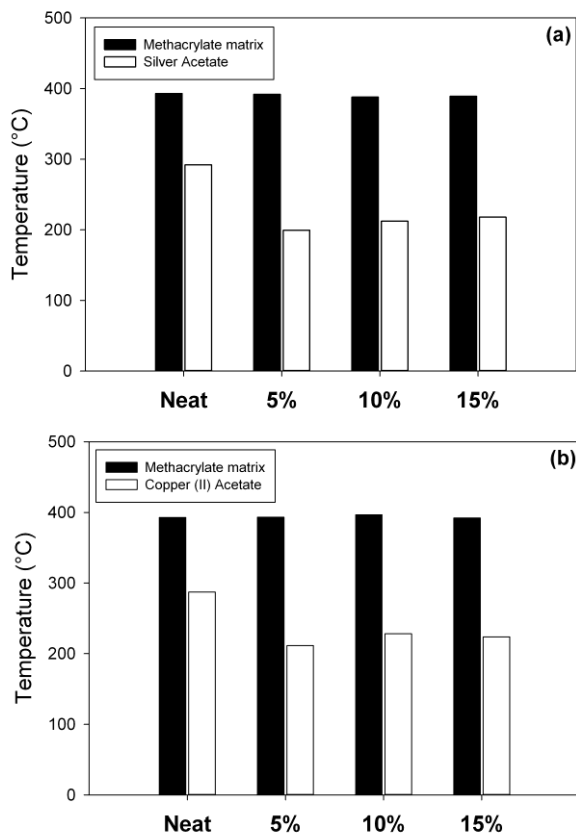 500
(a)
Methacrylate matrix
Silver Acetate
400
300
200
100
0
Temperature (°C)
Neat 5% 10% 15%
500
(b)
Methacrylate matrix
Copper (II) Acetate
400
300
200
100
0
Temperature (°C)
Neat 5% 10% 15%